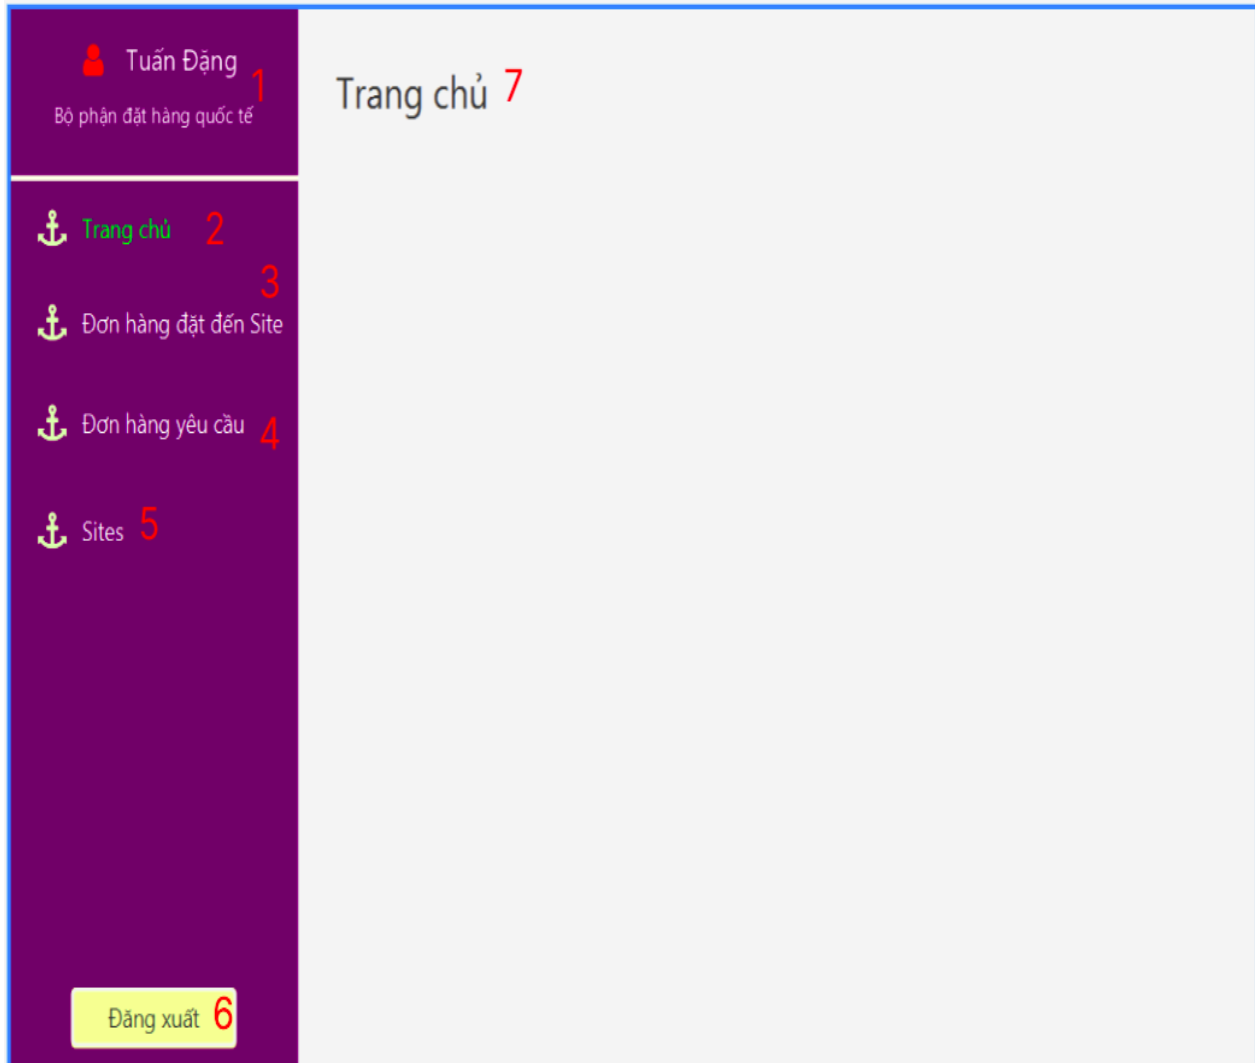 Tuấn Đặng
1
Bộ phận đặt hàng quốc tế
Trang chủ 7
Trang chủ 2
3
Đơn hàng đặt đến Site
Đơn hàng yêu cầu 4
Sites 5
Đăng xuất 6